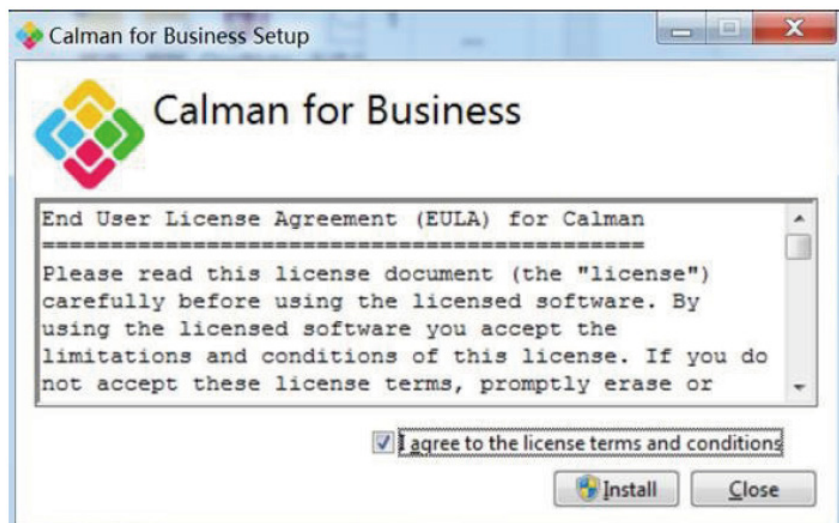 Calman for Business Setup
Calman for Business
End User License Agreement (EULA) for Calman
============================================
Please read this license document (the "license")
carefully before using the licensed software. By
using the licensed software you accept the
limitations and conditions of this license. If you do
not accept these license terms, promptly erase or
I agree to the license terms and conditions
Install
Close